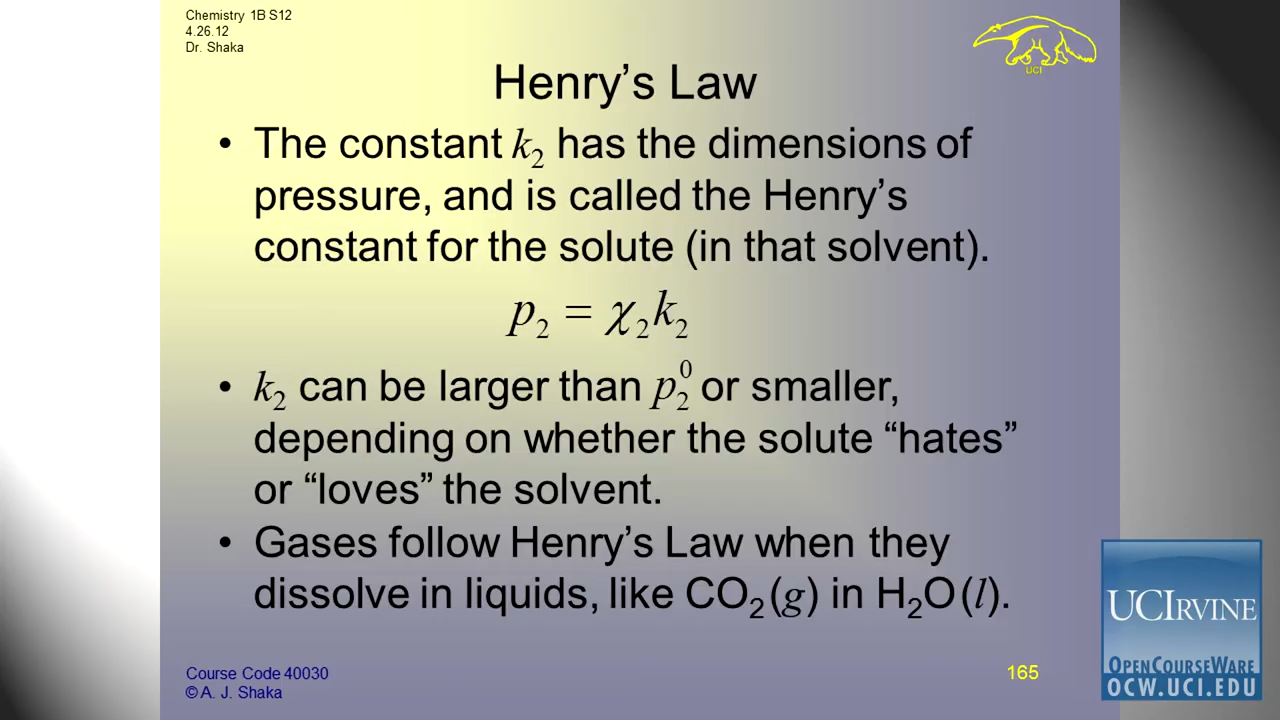 Chemistry 1B S12
4.26.12
Dr. Shaka
UCI
Henry’s Law
• The constant k₂ has the dimensions of
pressure, and is called the Henry’s
constant for the solute (in that solvent).
p₂ = χ₂k₂
• k₂ can be larger than p₂⁰ or smaller,
depending on whether the solute “hates”
or “loves” the solvent.
• Gases follow Henry’s Law when they
dissolve in liquids, like CO₂(g) in H₂O(l).
Course Code 40030
© A. J. Shaka
165
UCIRVINE
OPENCOURSEWARE
OCW.UCI.EDU